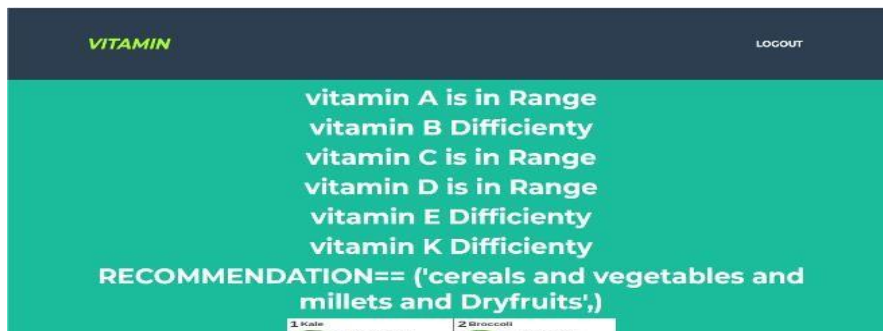 VITAMIN
LOGOUT
vitamin A is in Range
vitamin B Difficienty
vitamin C is in Range
vitamin D is in Range
vitamin E Difficienty
vitamin K Difficienty
RECOMMENDATION== ('cereals and vegetables and
millets and Dryfruits',)
1 Kale
2 Broccoli